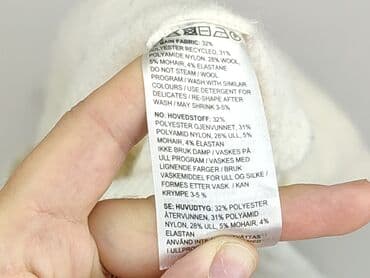 MAIN FABRIC: 32%
POLYESTER RECYCLED, 31%
POLYAMIDE NYLON, 28% WOOL,
5% MOHAIR, 4% ELASTANE
DO NOT STEAM / WOOL
PROGRAM / WASH WITH SIMILAR
COLOURS / USE DETERGENT FOR
DELICATES / RE-SHAPE AFTER
WASH / MAY SHRINK 3-5%
NO: HOVEDSTOFF: 32%
POLYESTER GJENVUNNET, 31%
POLYAMID NYLON, 28% ULL, 5%
MOHAIR, 4% ELASTAN
IKKE BRUK DAMP / VASKES PÅ
ULL PROGRAM / VASKES MED
LIGNENDE FARGER / BRUK
VASKEMIDDEL FOR ULL OG SILKE /
FORMES ETTER VASK / KAN
KRYMPE 3-5 %
SE: HUVUDTYG: 32% POLYESTER
ÅTERVUNNEN, 31% POLYAMID
NYLON, 28% ULL, 5% MOHAIR, 4%
ELASTAN
ANVÄND INTE